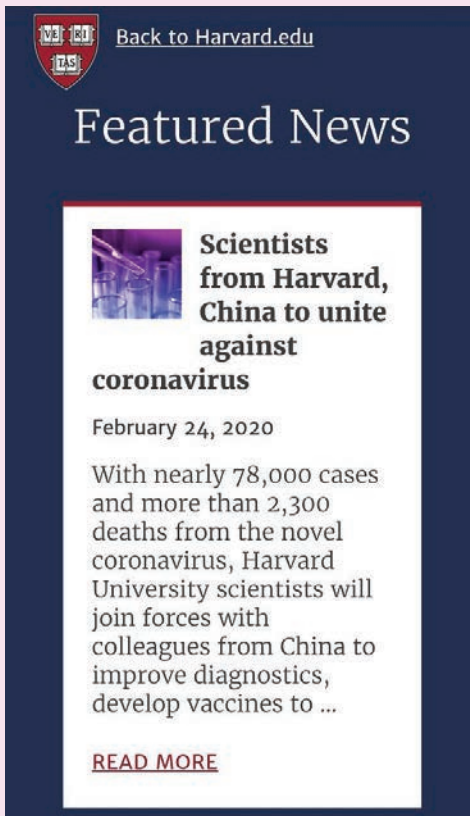 VE RI
TAS
Back to Harvard.edu
Featured News
Scientists
from Harvard,
China to unite
against
coronavirus
February 24, 2020
With nearly 78,000 cases
and more than 2,300
deaths from the novel
coronavirus, Harvard
University scientists will
join forces with
colleagues from China to
improve diagnostics,
develop vaccines to ...
READ MORE